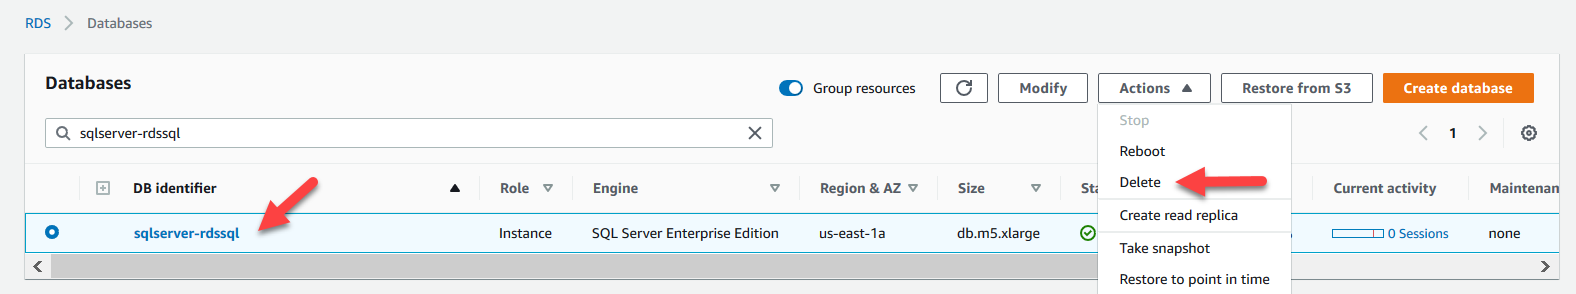 RDS > Databases
Databases
Group resources
Modify
Actions
Restore from S3
Create database
sqlserver-rdssql
1
Stop
Reboot
Delete
Create read replica
Take snapshot
Restore to point in time
DB identifier
Role
Engine
Region & AZ
Size
Current activity
sqlserver-rdssql
Instance
SQL Server Enterprise Edition
us-east-1a
db.m5.xlarge
0 Sessions
none